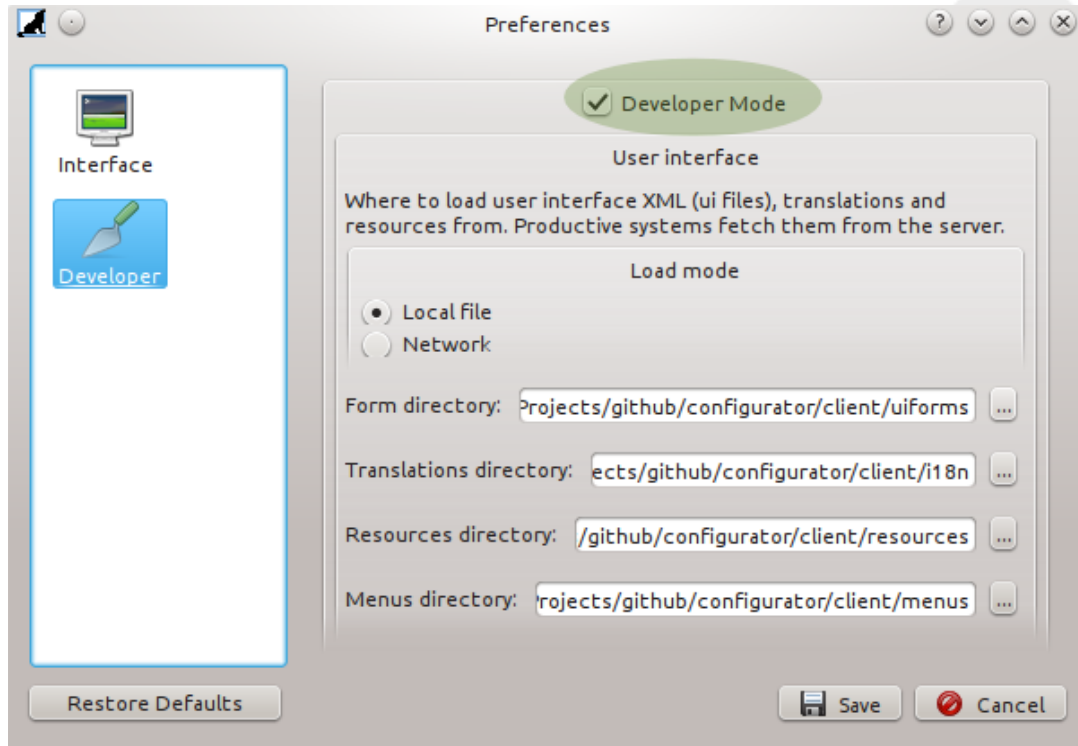 Preferences
Interface
Developer
Developer Mode
User interface
Where to load user interface XML (ui files), translations and
resources from. Productive systems fetch them from the server.
Load mode
Local file
Network
Form directory: Projects/github/configurator/client/uiforms ...
Translations directory: ects/github/configurator/client/i18n ...
Resources directory: /github/configurator/client/resources ...
Menus directory: rojects/github/configurator/client/menus ...
Restore Defaults Save Cancel